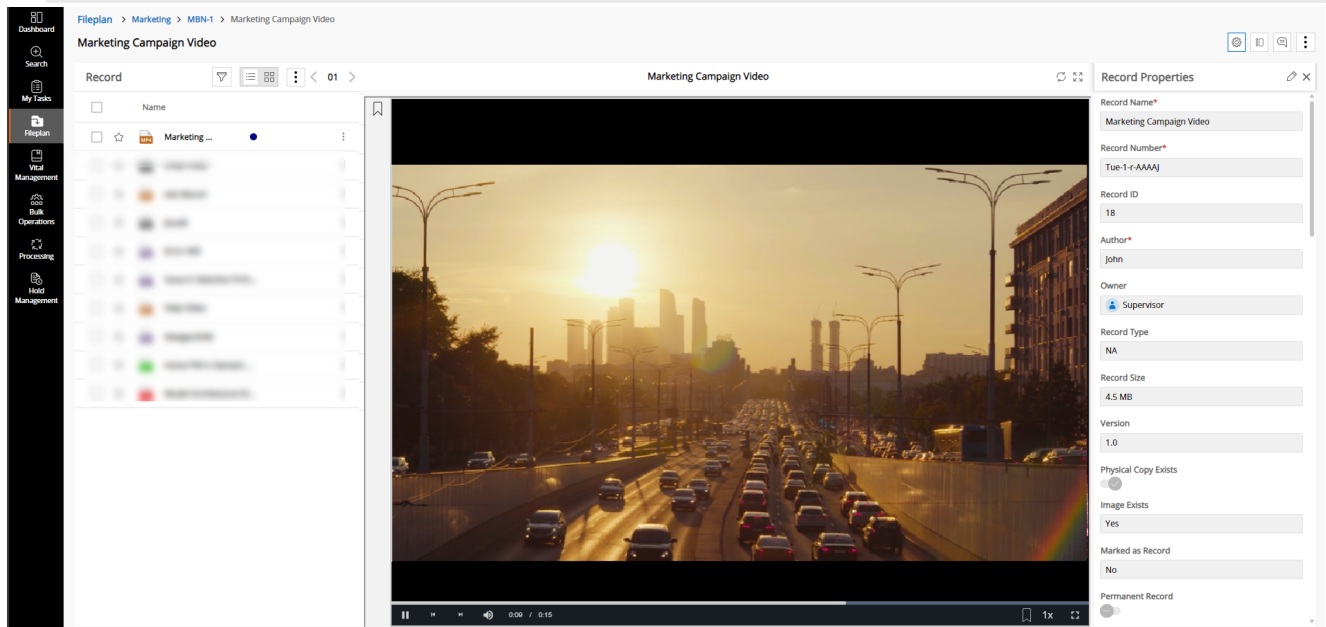 Dashboard
Search
My Tasks
Fileplan
Vital
Management
Bulk
Operations
Processing
Hold
Management
Fileplan > Marketing > MBN-1 > Marketing Campaign Video
Marketing Campaign Video
Record
01
Name
MP4
Marketing ...
Marketing Campaign Video
0:09 / 0:15
1x
Record Properties
Record Name*
Marketing Campaign Video
Record Number*
Tue-1-r-AAAAJ
Record ID
18
Author*
John
Owner
Supervisor
Record Type
NA
Record Size
4.5 MB
Version
1.0
Physical Copy Exists
Image Exists
Yes
Marked as Record
No
Permanent Record